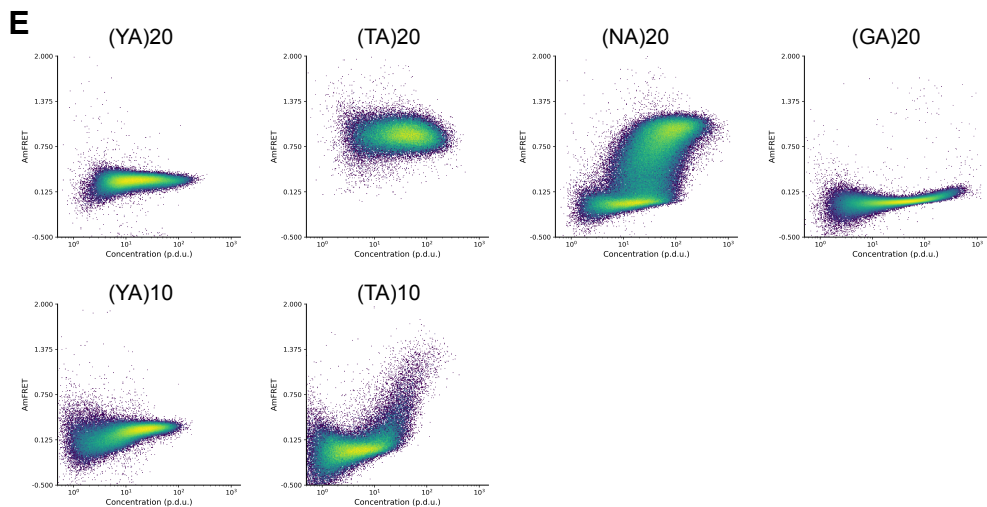 E
(YA)20
(TA)20
(NA)20
(GA)20
2.000
1.375
0.750
0.125
-0.500
AmFRET
10⁰
10¹
10²
10³
Concentration (p.d.u.)
2.000
1.375
0.750
0.125
-0.500
AmFRET
10⁰
10¹
10²
10³
Concentration (p.d.u.)
2.000
1.375
0.750
0.125
-0.500
AmFRET
10⁰
10¹
10²
10³
Concentration (p.d.u.)
2.000
1.375
0.750
0.125
-0.500
AmFRET
10⁰
10¹
10²
10³
Concentration (p.d.u.)
(YA)10
(TA)10
2.000
1.375
0.750
0.125
-0.500
AmFRET
10⁰
10¹
10²
10³
Concentration (p.d.u.)
2.000
1.375
0.750
0.125
-0.500
AmFRET
10⁰
10¹
10²
10³
Concentration (p.d.u.)